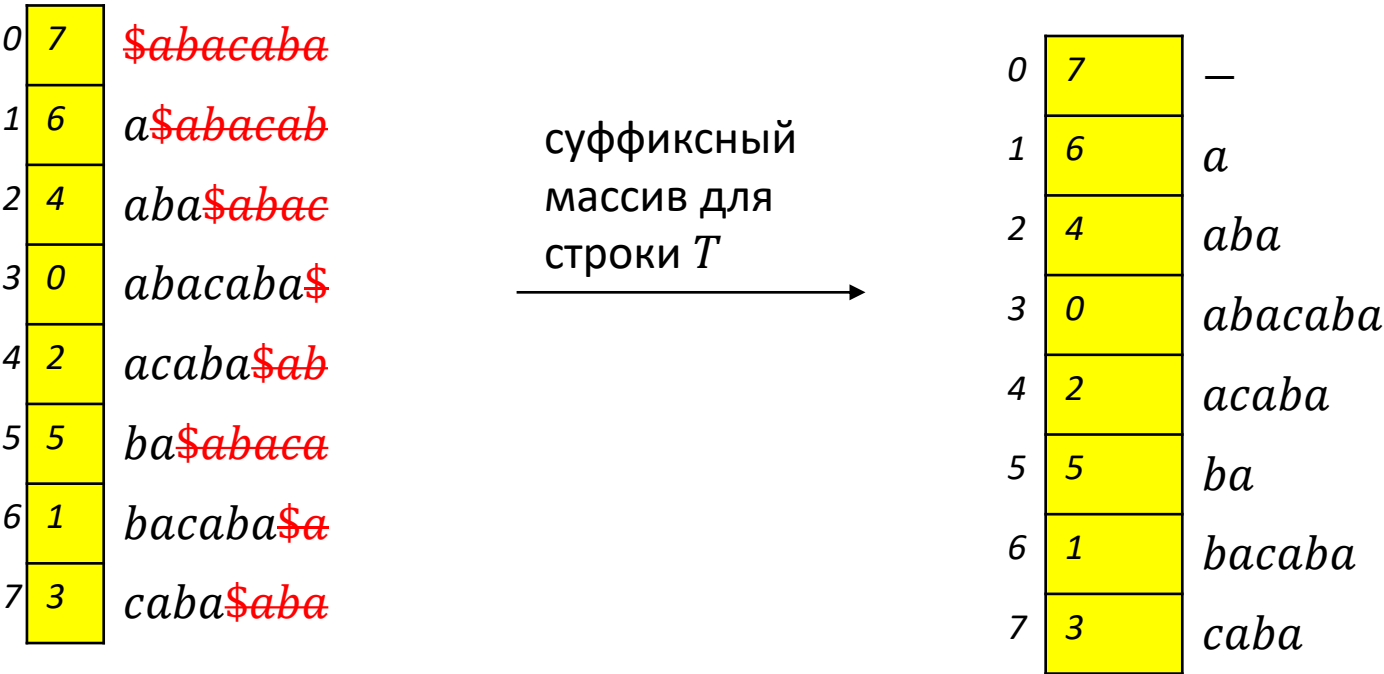 0 7 $abacaba
1 6 a$abacab
2 4 aba$abac
3 0 abacaba$
4 2 acaba$ab
5 5 ba$abaca
6 1 bacaba$a
7 3 caba$aba
суффиксный
массив для
строки T
0 7 –
1 6 a
2 4 aba
3 0 abacaba
4 2 acaba
5 5 ba
6 1 bacaba
7 3 caba